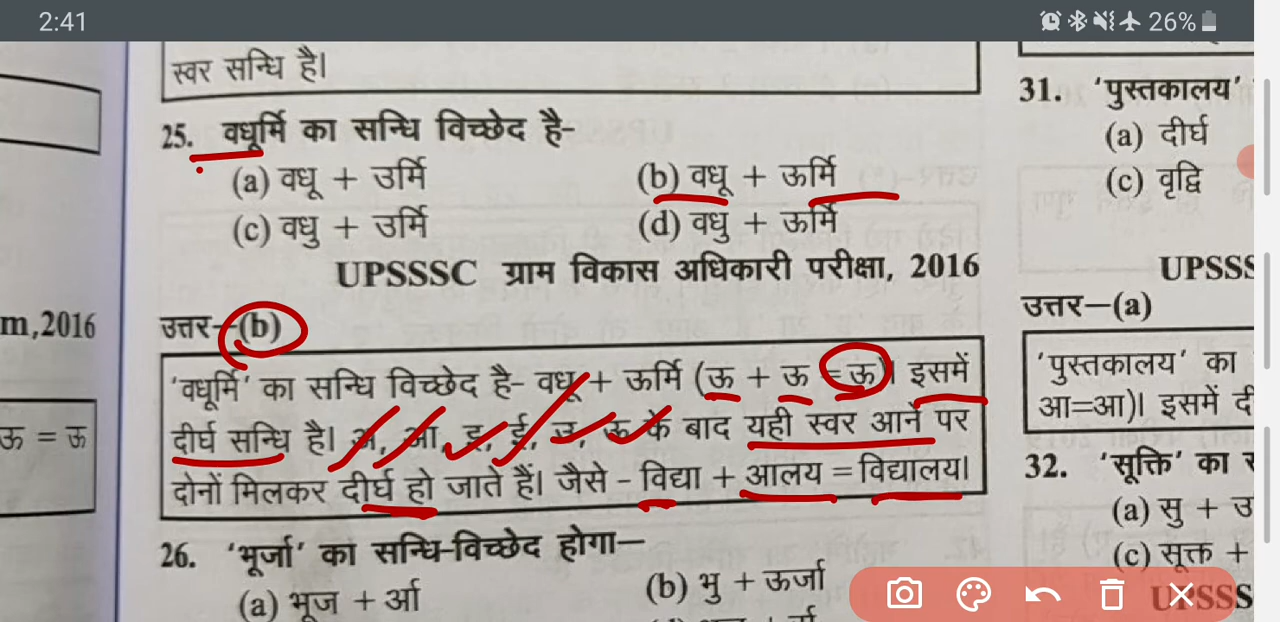 2:41
26%
स्वर सन्धि है।
25. वधूर्मि का सन्धि विच्छेद है-
(a) वधू + उर्मि
(b) वधू + ऊर्मि
(c) वधु + उर्मि
(d) वधु + ऊर्मि
UPSSSC ग्राम विकास अधिकारी परीक्षा, 2016
उत्तर-(b)
'वधूर्मि' का सन्धि विच्छेद है- वधू + ऊर्मि (ऊ + ऊ = ऊ)। इसमें
दीर्घ सन्धि है। अ, आ, इ, ई, उ, ऊ के बाद यही स्वर आने पर
दोनों मिलकर दीर्घ हो जाते हैं। जैसे - विद्या + आलय = विद्यालय।
26. 'भूर्जा' का सन्धि-विच्छेद होगा—
(a) भूज + र्आ
(b) भु + ऊर्जा
m,2016
ऊ = ऊ
31. 'पुस्तकालय'
(a) दीर्घ
(c) वृद्वि
UPSSS
उत्तर—(a)
'पुस्तकालय' का
आ=आ)। इसमें दी
32. 'सूक्ति' का
(a) सु + उ
(c) सूक्त +
UPSSS